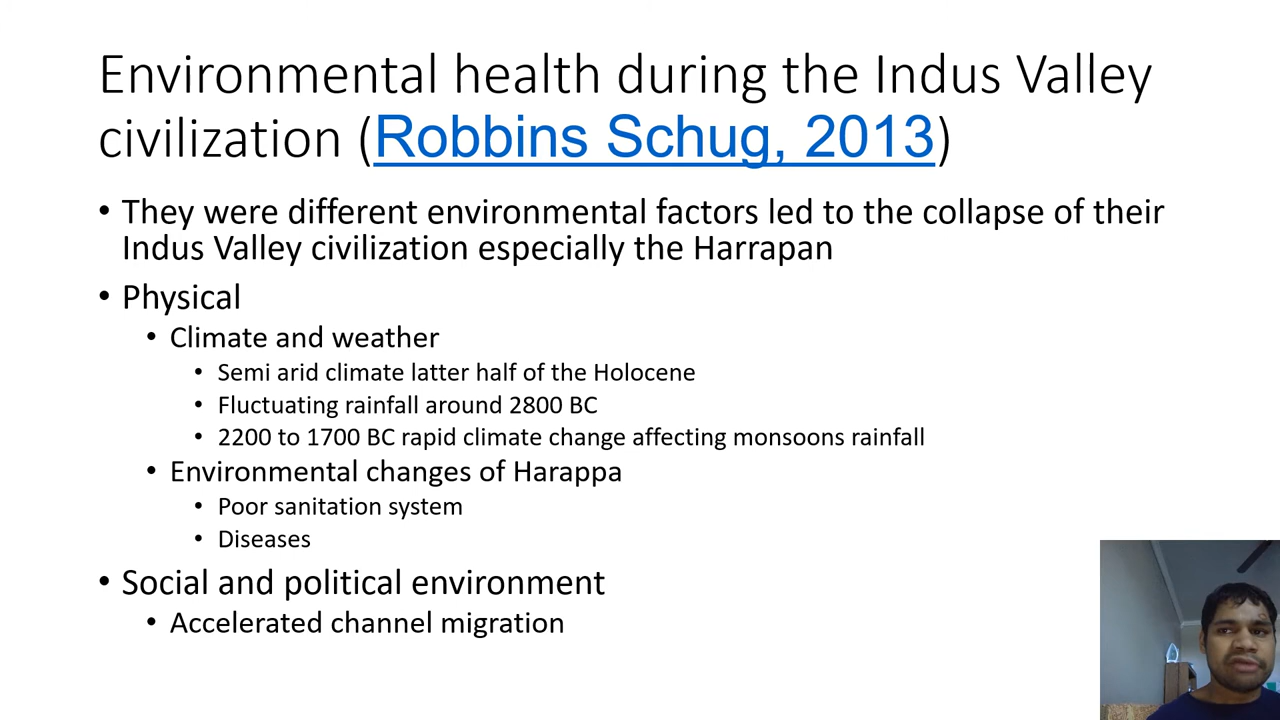 Environmental health during the Indus Valley
civilization (Robbins Schug, 2013)
• They were different environmental factors led to the collapse of their
Indus Valley civilization especially the Harrapan
• Physical
• Climate and weather
• Semi arid climate latter half of the Holocene
• Fluctuating rainfall around 2800 BC
• 2200 to 1700 BC rapid climate change affecting monsoons rainfall
• Environmental changes of Harappa
• Poor sanitation system
• Diseases
• Social and political environment
• Accelerated channel migration